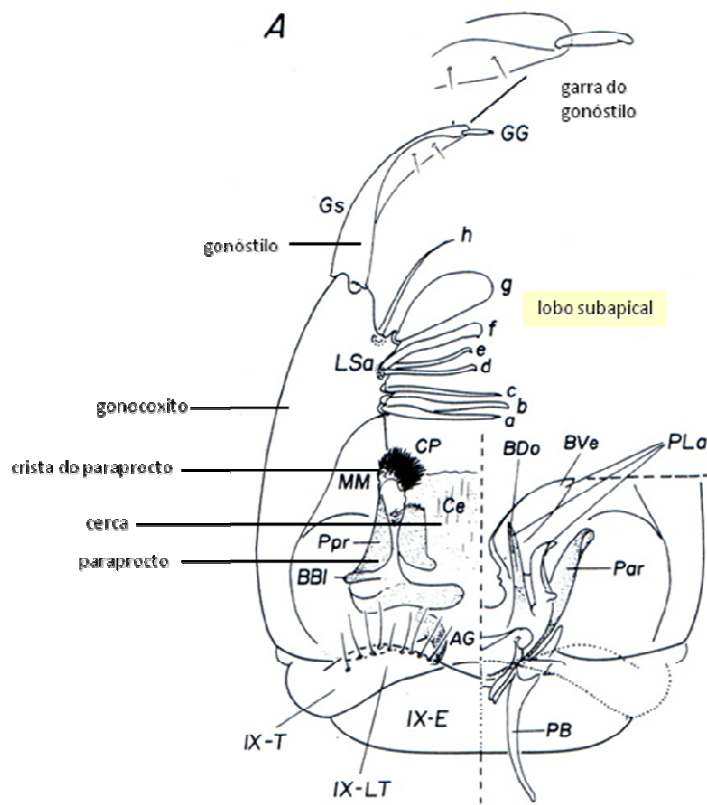 A
garra do
gonóstilo
GG
Gs
gonóstilo
h
g
lobo subapical
f
LSa
e
d
c
gonocoxito
b
a
CP
BDo
BVe
PLa
crista do paraprocto
MM
Ce
cerca
Ppr
paraprocto
Par
BBl
AG
IX-E
PB
IX-T
IX-LT